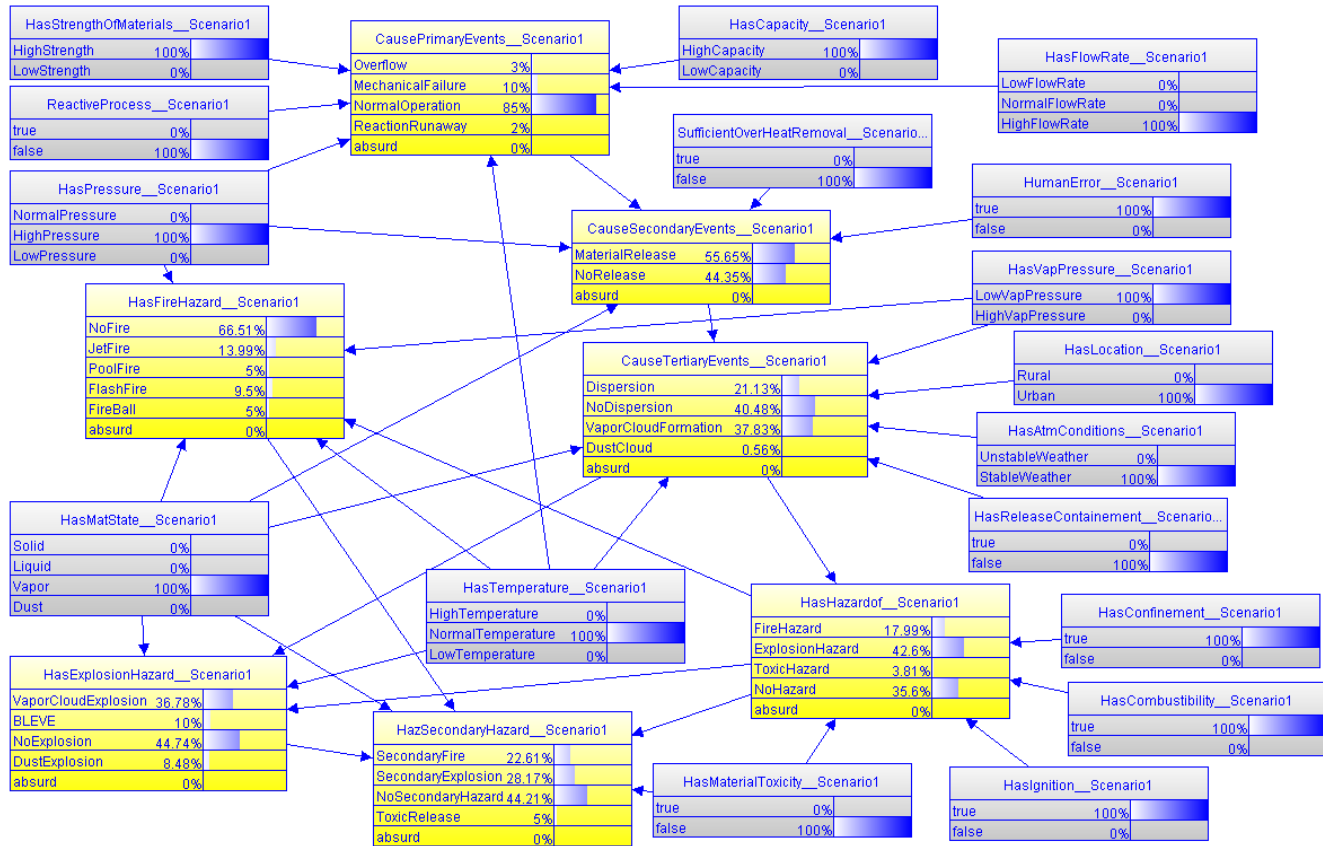 HasStrengthOfMaterials__Scenario1
HighStrength 100%
LowStrength 0%
CausePrimaryEvents__Scenario1
Overflow 3%
MechanicalFailure 10%
NormalOperation 85%
ReactionRunaway 2%
absurd 0%
HasCapacity__Scenario1
HighCapacity 100%
LowCapacity 0%
HasFlowRate__Scenario1
LowFlowRate 0%
NormalFlowRate 0%
HighFlowRate 100%
ReactiveProcess__Scenario1
true 0%
false 100%
SufficientOverHeatRemoval__Scenario...
true 0%
false 100%
HasPressure__Scenario1
NormalPressure 0%
HighPressure 100%
LowPressure 0%
HumanError__Scenario1
true 100%
false 0%
CauseSecondaryEvents__Scenario1
MaterialRelease 55.65%
NoRelease 44.35%
absurd 0%
HasVapPressure__Scenario1
LowVapPressure 100%
HighVapPressure 0%
HasFireHazard__Scenario1
NoFire 66.51%
JetFire 13.99%
PoolFire 5%
FlashFire 9.5%
FireBall 5%
absurd 0%
CauseTertiaryEvents__Scenario1
Dispersion 21.13%
NoDispersion 40.48%
VaporCloudFormation 37.83%
DustCloud 0.56%
absurd 0%
HasLocation__Scenario1
Rural 0%
Urban 100%
HasAtmConditions__Scenario1
UnstableWeather 0%
StableWeather 100%
HasMatState__Scenario1
Solid 0%
Liquid 0%
Vapor 100%
Dust 0%
HasReleaseContainement__Scenario...
true 0%
false 100%
HasTemperature__Scenario1
HighTemperature 0%
NormalTemperature 100%
LowTemperature 0%
HasHazardof__Scenario1
FireHazard 17.99%
ExplosionHazard 42.6%
ToxicHazard 3.81%
NoHazard 35.6%
absurd 0%
HasConfinement__Scenario1
true 100%
false 0%
HasExplosionHazard__Scenario1
VaporCloudExplosion 36.78%
BLEVE 10%
NoExplosion 44.74%
DustExplosion 8.48%
absurd 0%
HasCombustibility__Scenario1
true 100%
false 0%
HazSecondaryHazard__Scenario1
SecondaryFire 22.61%
SecondaryExplosion 28.17%
NoSecondaryHazard 44.21%
ToxicRelease 5%
absurd 0%
HasMaterialToxicity__Scenario1
true 0%
false 100%
HasIgnition__Scenario1
true 100%
false 0%